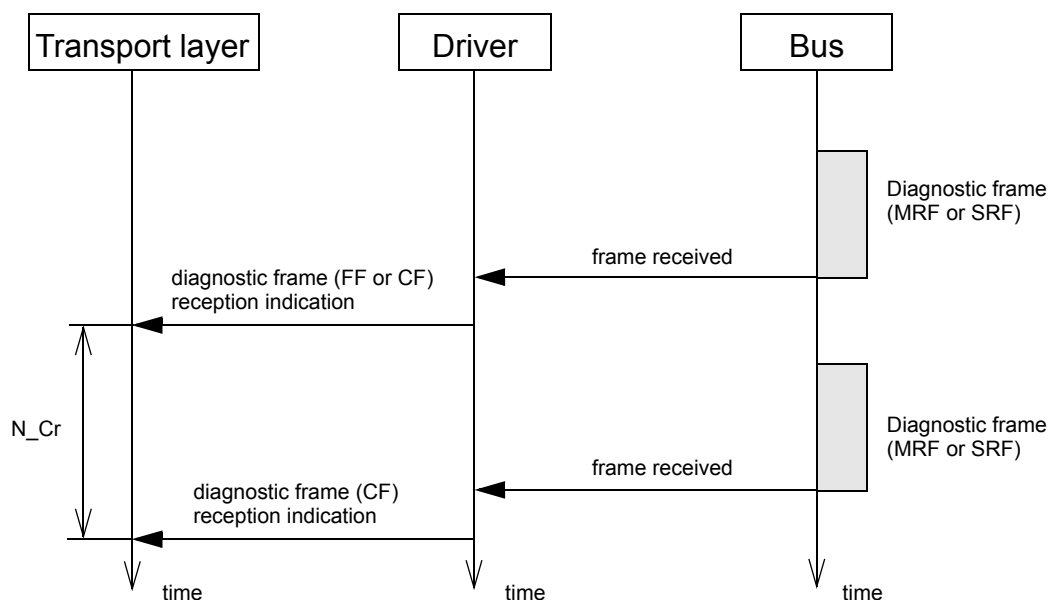 Transport layer
Driver
Bus
Diagnostic frame
(MRF or SRF)
frame received
diagnostic frame (FF or CF)
reception indication
N_Cr
Diagnostic frame
(MRF or SRF)
frame received
diagnostic frame (CF)
reception indication
time
time
time